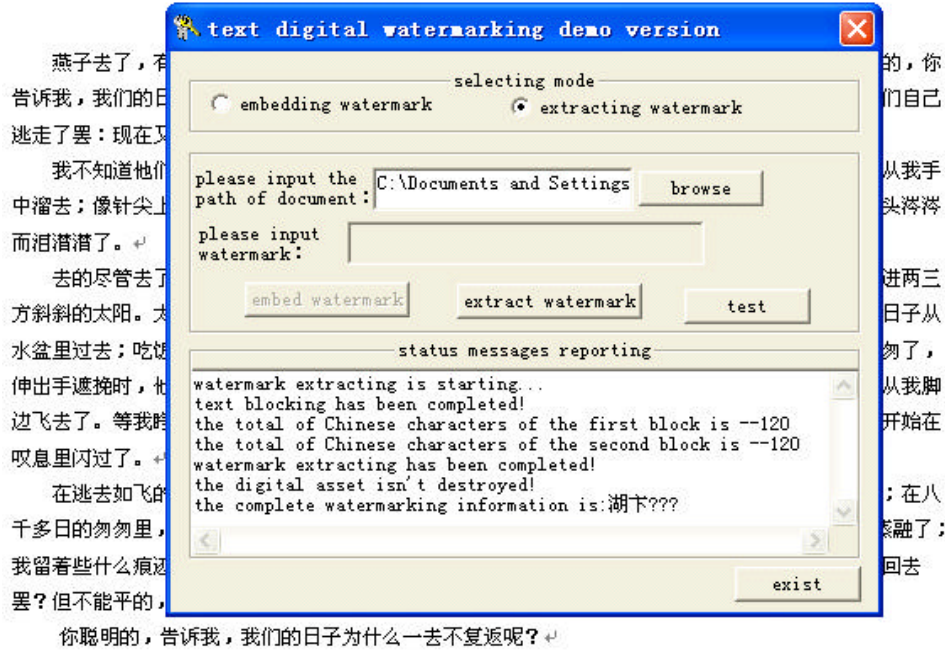 text digital watermarking demo version
selecting mode
embedding watermark extracting watermark
please input the
path of document： C:\Documents and Settings browse
please input
watermark：
embed watermark extract watermark test
status messages reporting
watermark extracting is starting...
text blocking has been completed!
the total of Chinese characters of the first block is --120
the total of Chinese characters of the second block is --120
watermark extracting has been completed!
the digital asset isn't destroyed!
the complete watermarking information is:湖卞???
exist
燕子去了，有 的，你
告诉我，我们的日 们自己
逃走了罢：现在又
我不知道他们 从我手
中溜去；像针尖上 头涔涔
而泪潸潸了。
去的尽管去了 进两三
方斜斜的太阳。太 日子从
水盆里过去；吃饭 匆了，
伸出手遮挽时，他 从我脚
边飞去了。等我睁 开始在
叹息里闪过了。
在逃去如飞的 ；在八
千多日的匆匆里， 蒸融了；
我留着些什么痕迹 回去
罢？但不能平的，
你聪明的，告诉我，我们的日子为什么一去不复返呢？